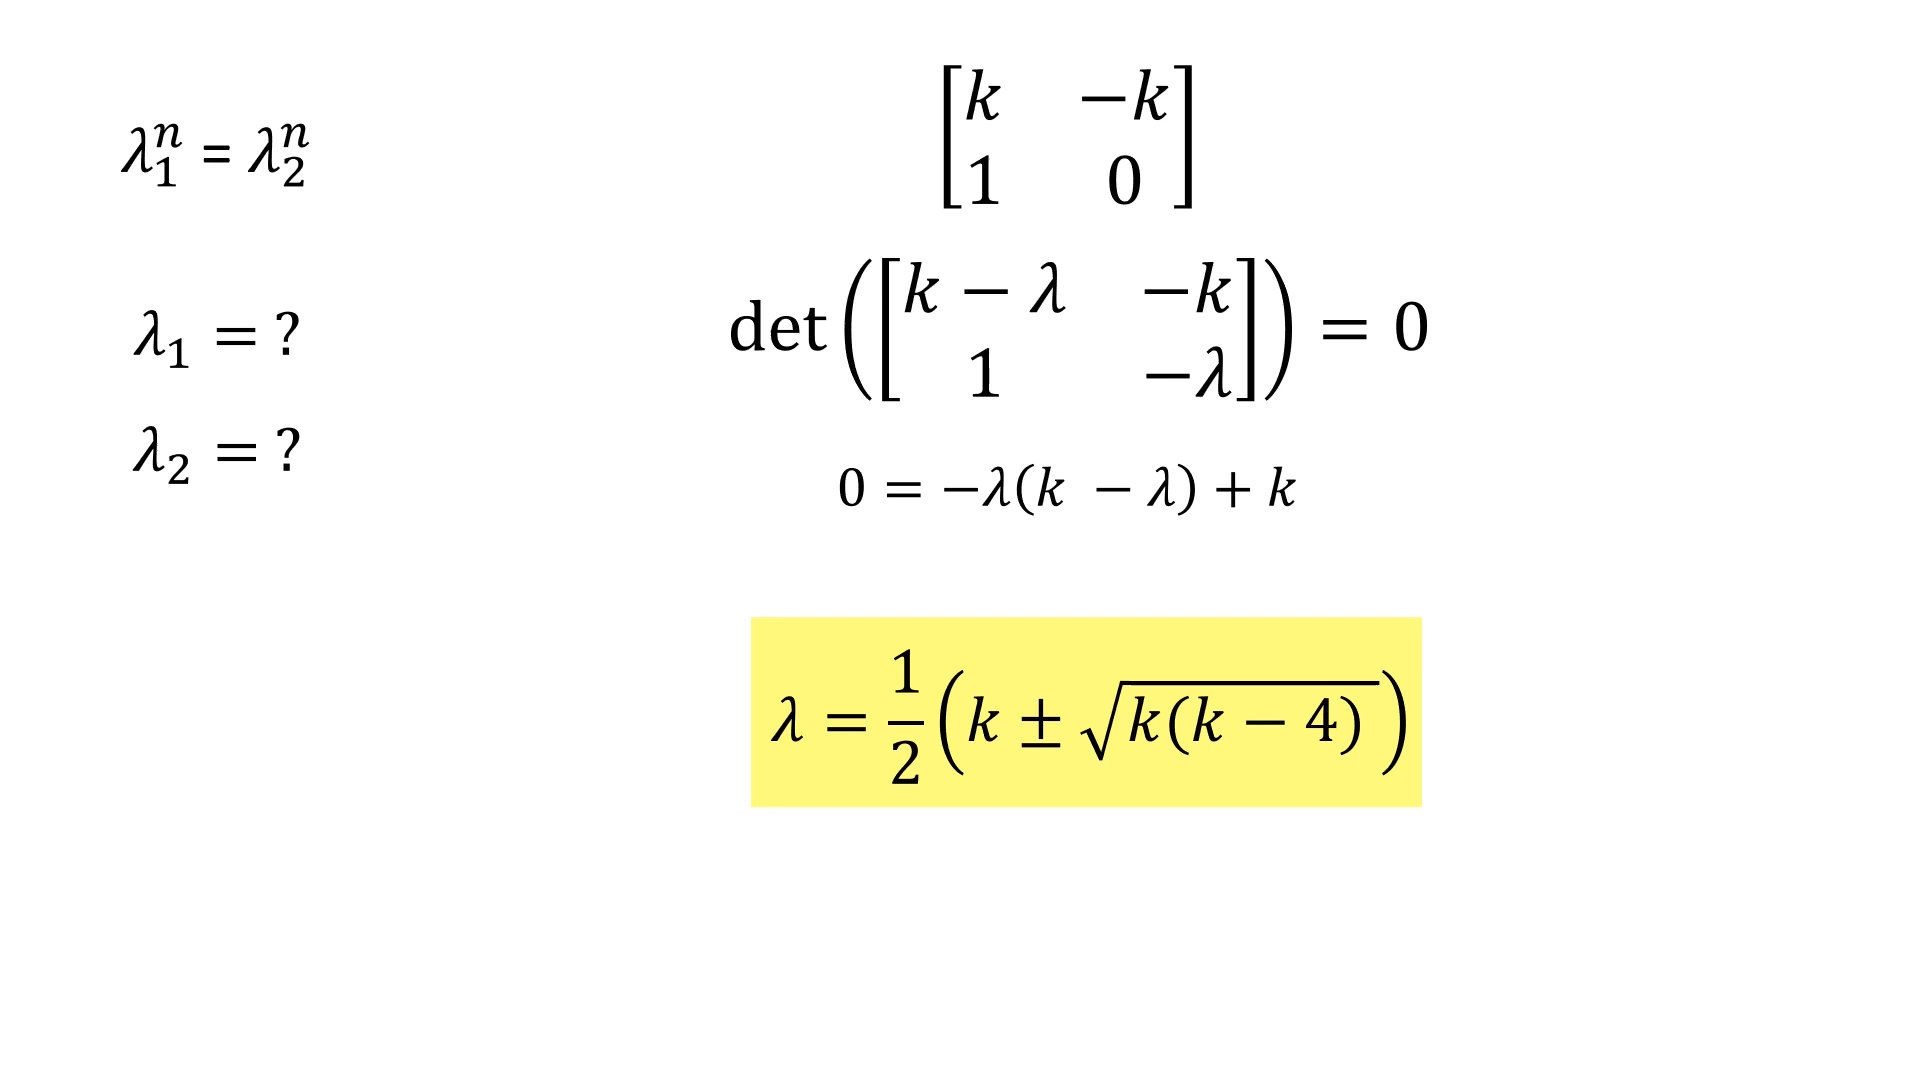 λ₁ⁿ = λ₂ⁿ
λ₁ = ?
λ₂ = ?
[k −k
1 0]
det([k − λ −k
1 −λ]) = 0
0 = −λ(k − λ) + k
λ = 1/2 (k ± √k(k − 4))